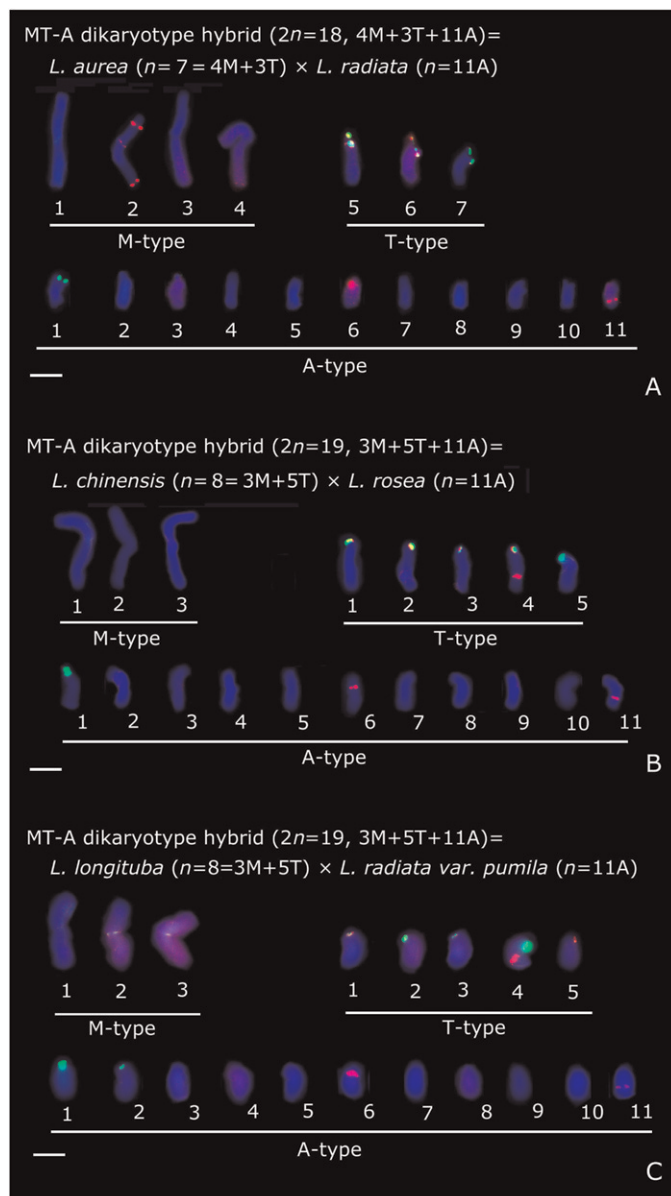 MT-A dikaryotype hybrid (2n=18, 4M+3T+11A)=
L. aurea (n= 7 = 4M+3T) × L. radiata (n=11A)
1 2 3 4 5 6 7
M-type T-type
1 2 3 4 5 6 7 8 9 10 11
A-type
A
MT-A dikaryotype hybrid (2n=19, 3M+5T+11A)=
L. chinensis (n= 8= 3M+5T) × L. rosea (n=11A)
1 2 3 1 2 3 4 5
M-type T-type
1 2 3 4 5 6 7 8 9 10 11
A-type
B
MT-A dikaryotype hybrid (2n=19, 3M+5T+11A)=
L. longituba (n=8=3M+5T) × L. radiata var. pumila (n=11A)
1 2 3 1 2 3 4 5
M-type T-type
1 2 3 4 5 6 7 8 9 10 11
A-type
C